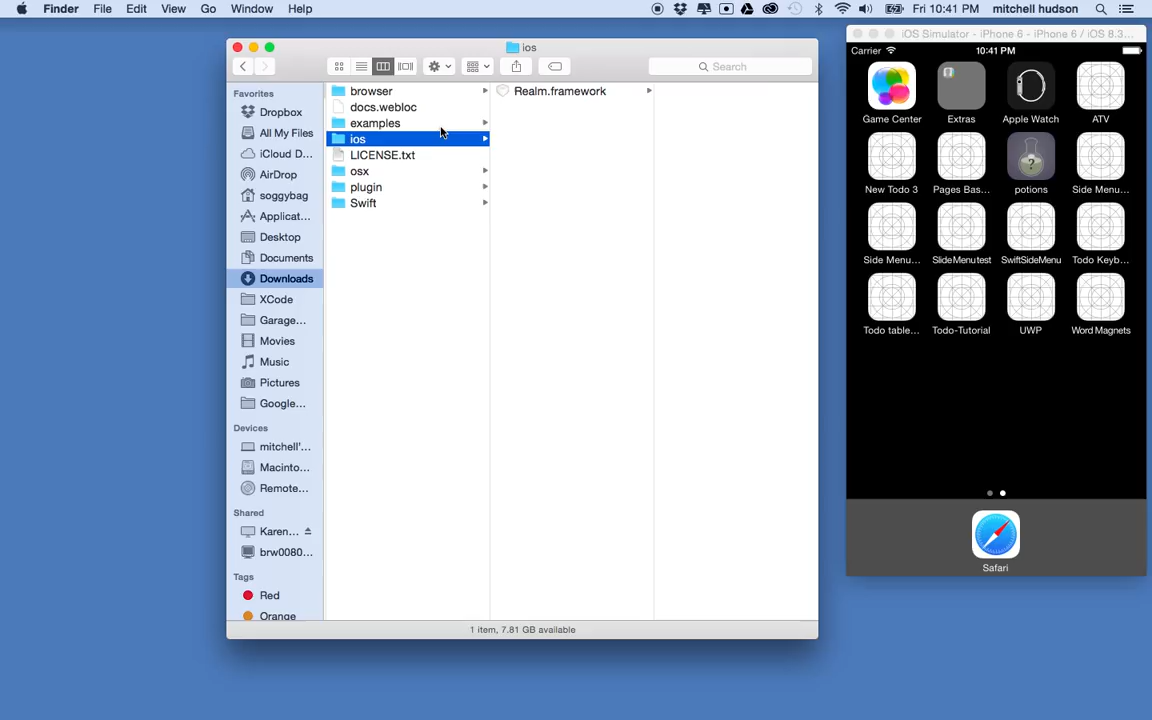 Finder File Edit View Go Window Help
Fri 10:41 PM mitchell hudson
ios
Search
Favorites
Dropbox
All My Files
iCloud D...
AirDrop
soggybag
Applicat...
Desktop
Documents
Downloads
XCode
Garage...
Movies
Music
Pictures
Google...
Devices
mitchell'...
Macinto...
Remote...
Shared
Karen...
brw0080...
Tags
Red
Orange
browser
docs.webloc
examples
ios
LICENSE.txt
osx
plugin
Swift
Realm.framework
1 item, 7.81 GB available
iOS Simulator - iPhone 6 - iPhone 6 / iOS 8.3...
Carrier 10:41 PM
Game Center Extras Apple Watch ATV
New Todo 3 Pages Bas... potions Side Menu...
Side Menu... SlideMenutest SwiftSideMenu Todo Keyb...
Todo table... Todo-Tutorial UWP Word Magnets
Safari